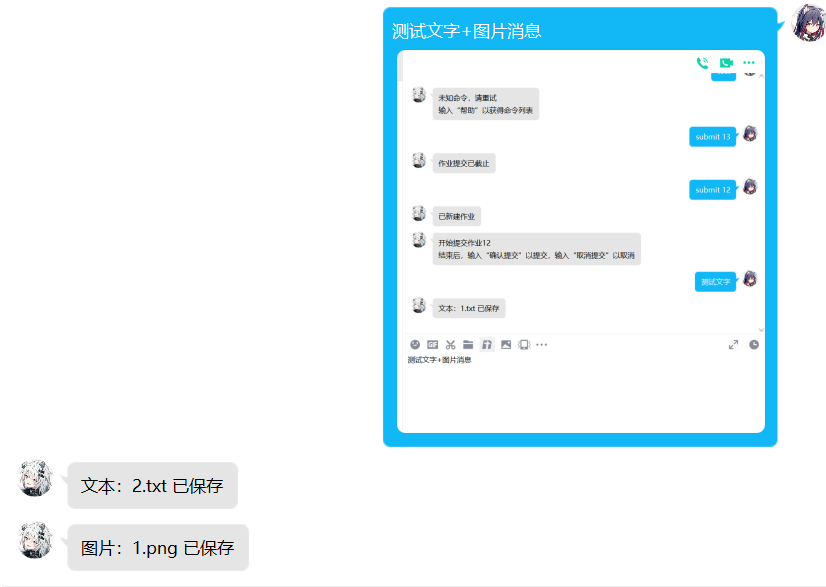 测试文字+图片消息
未知命令，请重试
输入“帮助”以获得命令列表
submit 13
作业提交已截止
submit 12
已新建作业
开始提交作业12
结束后，输入“确认提交”以提交，输入“取消提交”以取消
测试文字
文本：1.txt 已保存
GIF
测试文字+图片消息
文本：2.txt 已保存
图片：1.png 已保存